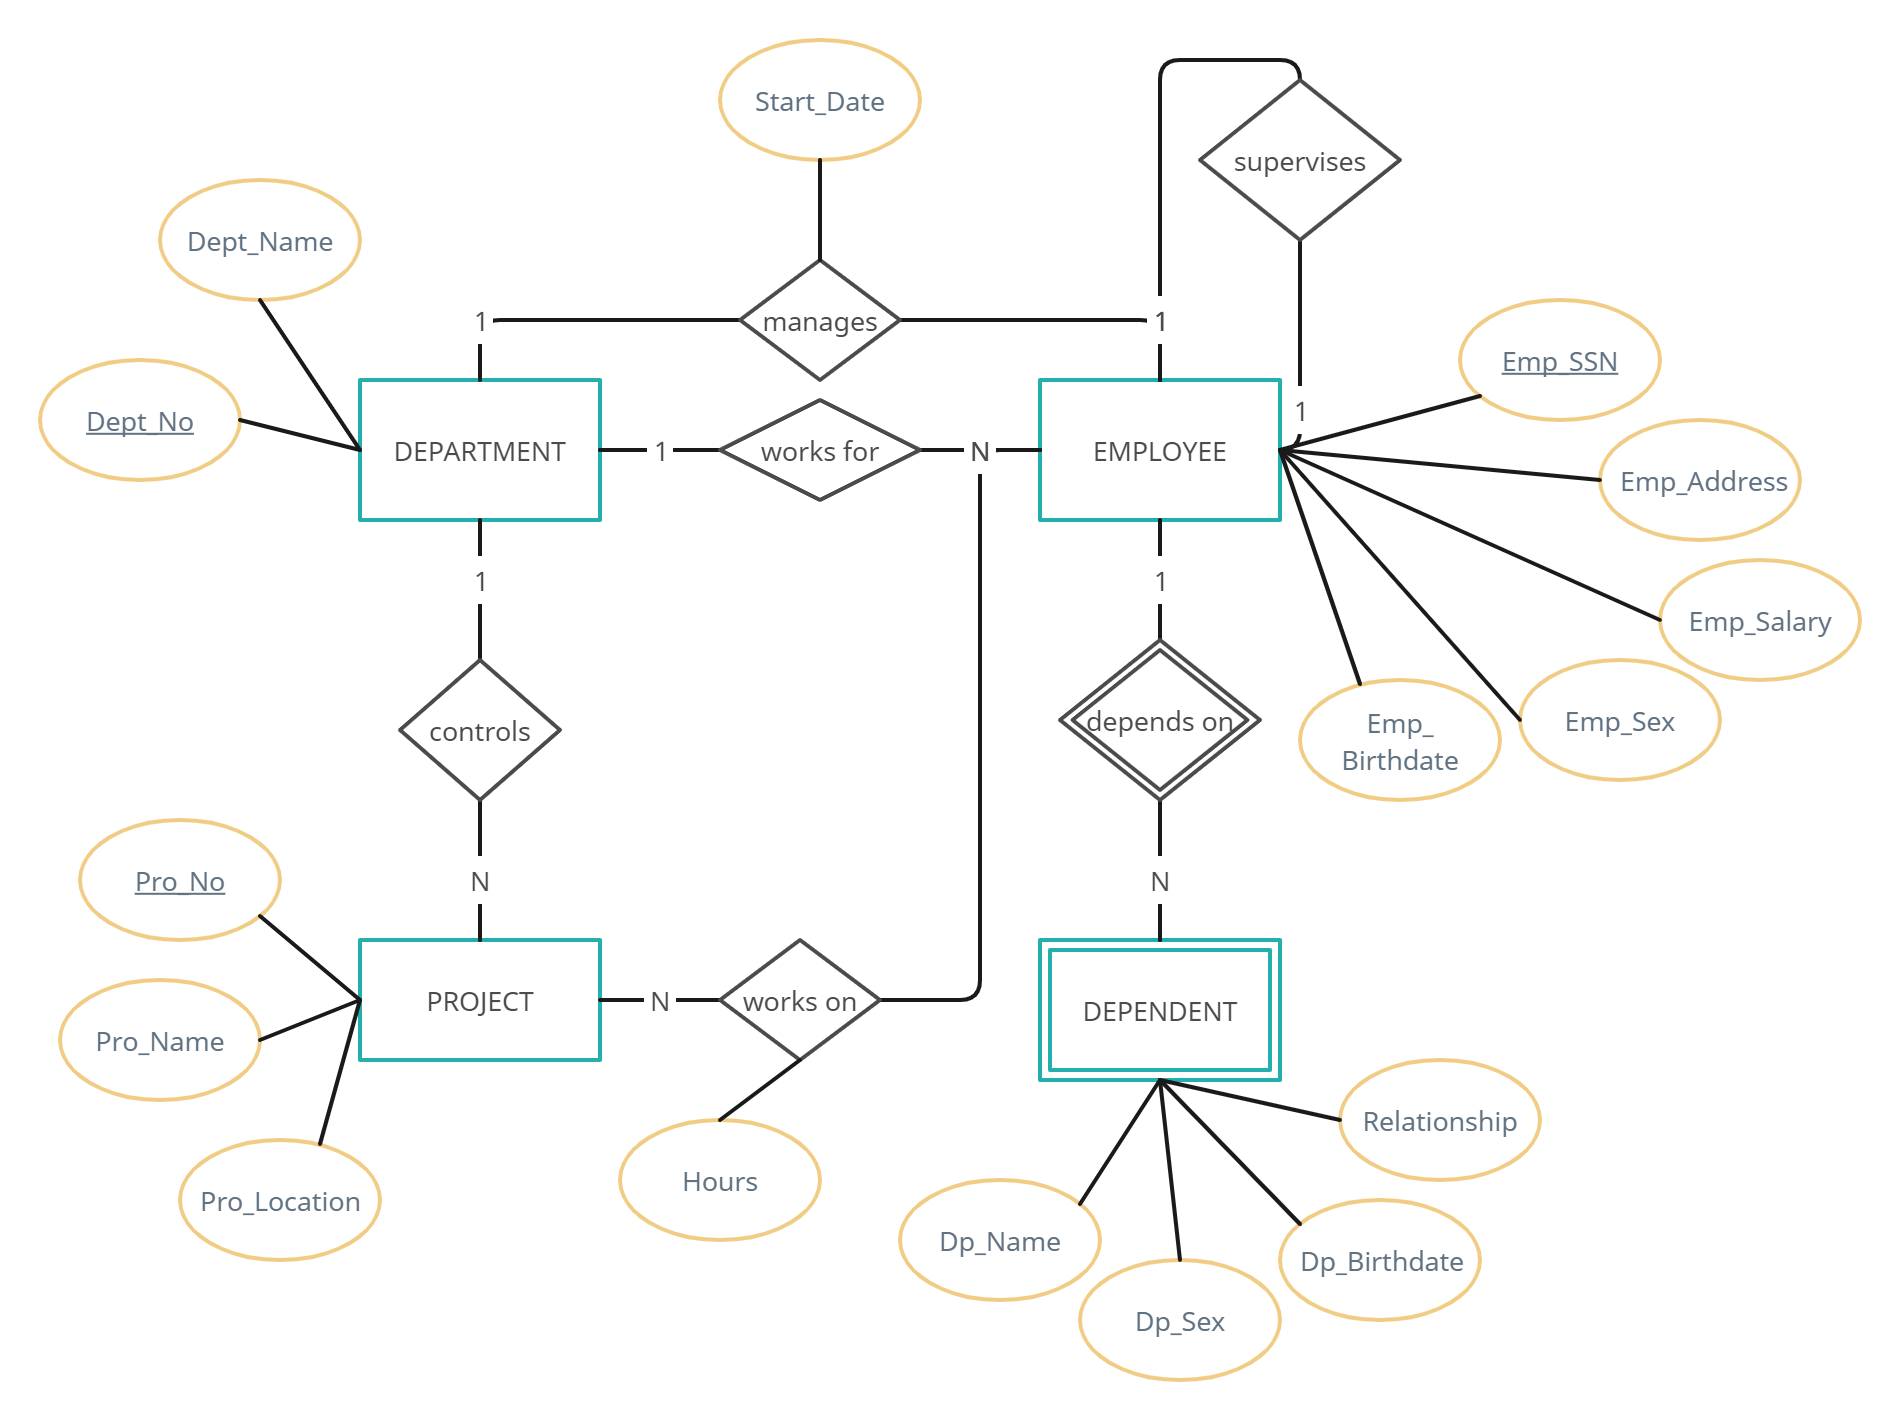 Start_Date
supervises
Dept_Name
1
manages
1
Emp_SSN
Dept_No
1
DEPARTMENT
1
works for
N
EMPLOYEE
Emp_Address
1
1
Emp_Salary
controls
depends on
Emp_
Birthdate
Emp_Sex
Pro_No
N
N
PROJECT
N
works on
DEPENDENT
Pro_Name
Relationship
Pro_Location
Hours
Dp_Name
Dp_Birthdate
Dp_Sex